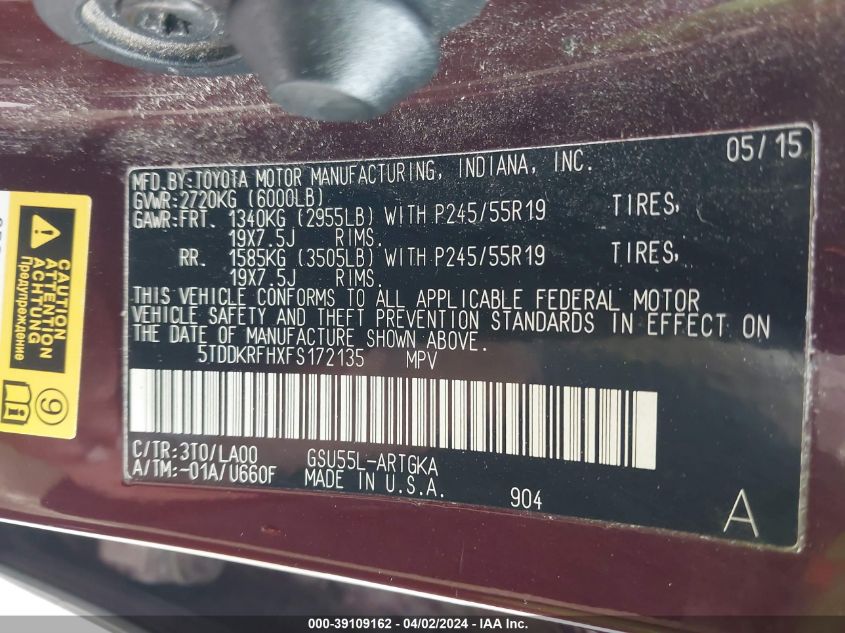 05/15
MFD.BY:TOYOTA MOTOR MANUFACTURING, INDIANA, INC.
GVWR:2720KG (6000LB)
GAWR:FRT. 1340KG (2955LB) WITH P245/55R19 TIRES,
19X7.5J RIMS.
RR. 1585KG (3505LB) WITH P245/55R19 TIRES,
19X7.5J RIMS.
THIS VEHICLE CONFORMS TO ALL APPLICABLE FEDERAL MOTOR
VEHICLE SAFETY AND THEFT PREVENTION STANDARDS IN EFFECT ON
THE DATE OF MANUFACTURE SHOWN ABOVE.
5TDDKRFHXFS172135 MPV
C/TR:3T0/LA00 GSU55L-ARTGKA
A/TM:-01A/U660F MADE IN U.S.A.
904
A
CAUTION
ATTENTION
ACHTUNG
Предупреждение
9
000-39109162 - 04/02/2024 - IAAI.com